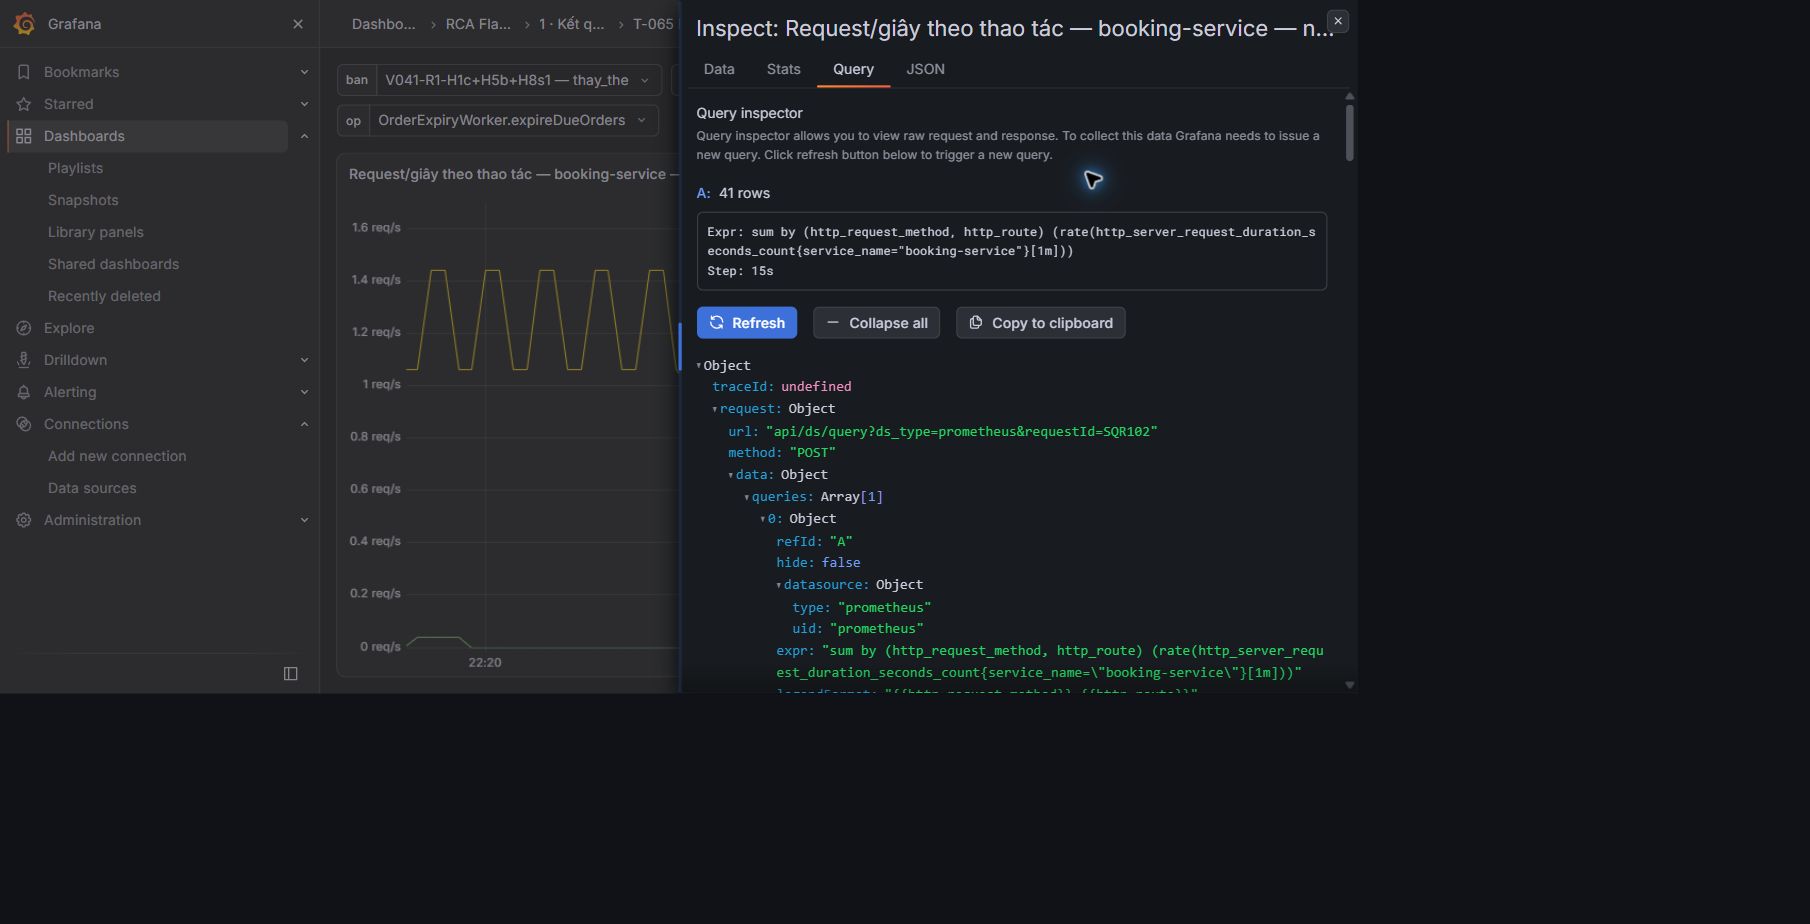 Grafana
Bookmarks
Starred
Dashboards
Playlists
Snapshots
Library panels
Shared dashboards
Recently deleted
Explore
Drilldown
Alerting
Connections
Add new connection
Data sources
Administration
Dashbo... › RCA Fla... › 1 · Kết q... › T-065
ban V041-R1-H1c+H5b+H8s1 — thay_the
op OrderExpiryWorker.expireDueOrders
Request/giây theo thao tác — booking-service —
1.6 req/s
1.4 req/s
1.2 req/s
1 req/s
0.8 req/s
0.6 req/s
0.4 req/s
0.2 req/s
0 req/s
22:20
Inspect: Request/giây theo thao tác — booking-service — n...
Data Stats Query JSON
Query inspector
Query inspector allows you to view raw request and response. To collect this data Grafana needs to issue a
new query. Click refresh button below to trigger a new query.
A: 41 rows
Expr: sum by (http_request_method, http_route) (rate(http_server_request_duration_s
econds_count{service_name="booking-service"}[1m]))
Step: 15s
Refresh Collapse all Copy to clipboard
Object
traceId: undefined
request: Object
url: "api/ds/query?ds_type=prometheus&requestId=SQR102"
method: "POST"
data: Object
queries: Array[1]
0: Object
refId: "A"
hide: false
datasource: Object
type: "prometheus"
uid: "prometheus"
expr: "sum by (http_request_method, http_route) (rate(http_server_requ
est_duration_seconds_count{service_name=\"booking-service\"}[1m]))"
legendFormat: "{{http_request_method}} {{http_route}}"